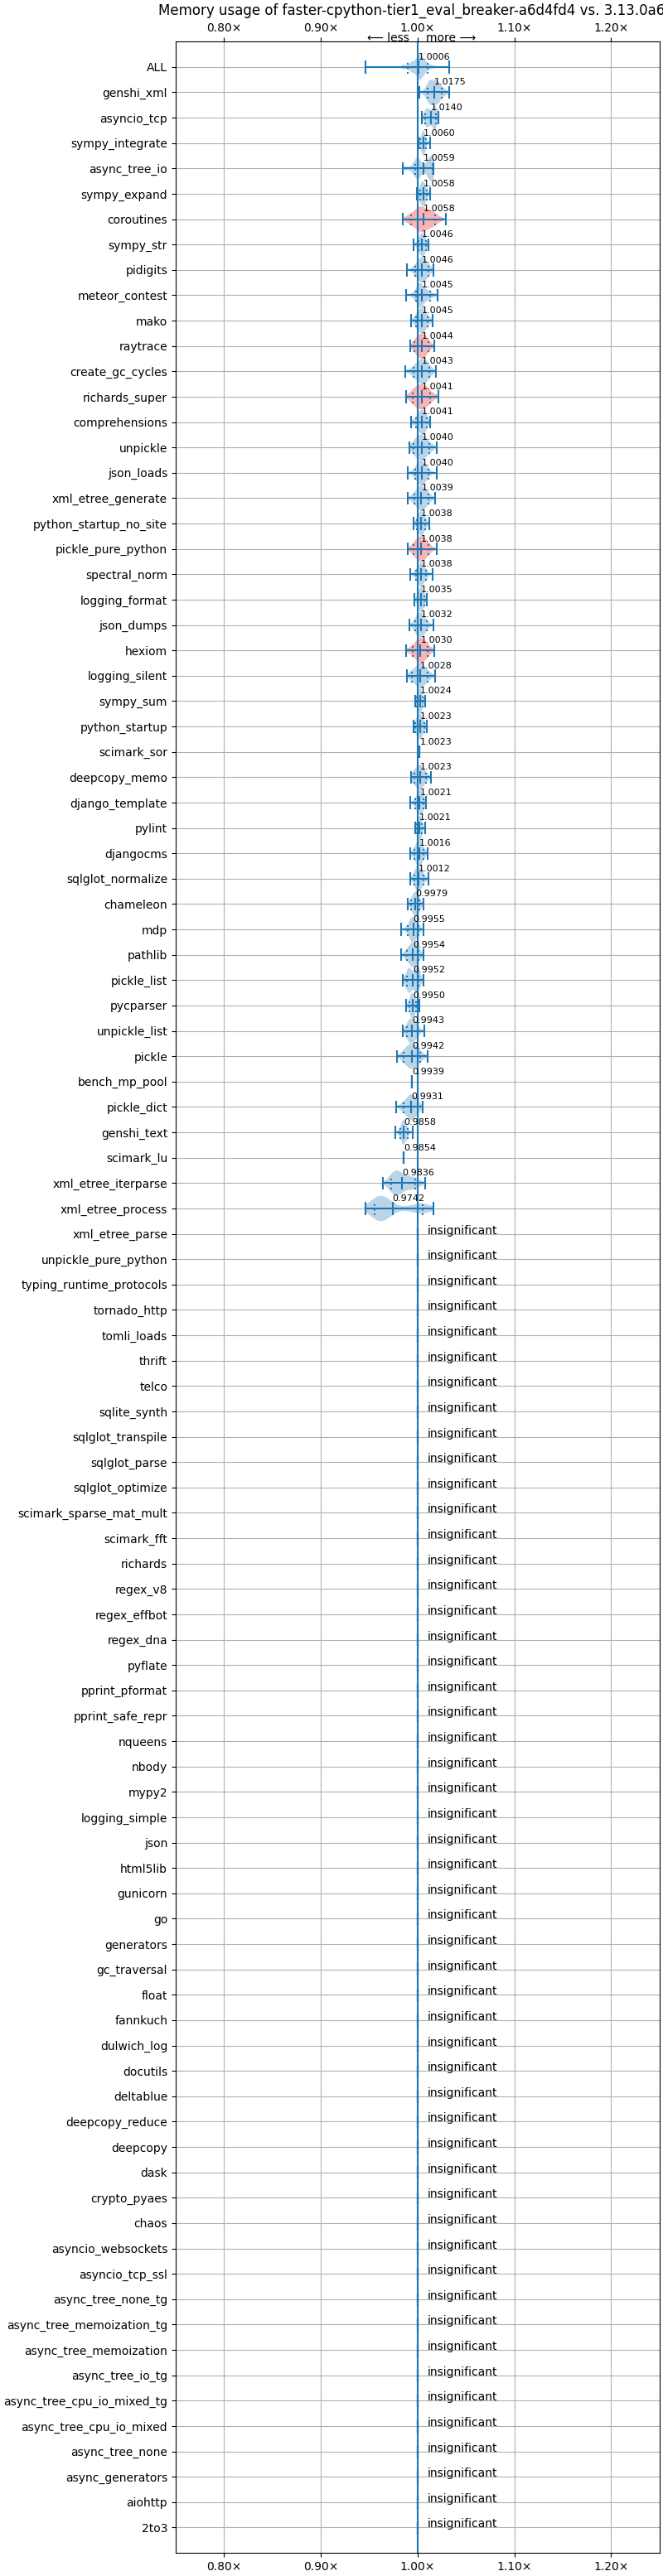 Memory usage of faster-cpython-tier1_eval_breaker-a6d4fd4 vs. 3.13.0a6
0.80× 0.90× 1.00× 1.10× 1.20×
⟵ less more ⟶
ALL 1.0006
genshi_xml 1.0175
asyncio_tcp 1.0140
sympy_integrate 1.0060
async_tree_io 1.0059
sympy_expand 1.0058
coroutines 1.0058
sympy_str 1.0046
pidigits 1.0046
meteor_contest 1.0045
mako 1.0045
raytrace 1.0044
create_gc_cycles 1.0043
richards_super 1.0041
comprehensions 1.0041
unpickle 1.0040
json_loads 1.0040
xml_etree_generate 1.0039
python_startup_no_site 1.0038
pickle_pure_python 1.0038
spectral_norm 1.0038
logging_format 1.0035
json_dumps 1.0032
hexiom 1.0030
logging_silent 1.0028
sympy_sum 1.0024
python_startup 1.0023
scimark_sor 1.0023
deepcopy_memo 1.0023
django_template 1.0021
pylint 1.0021
djangocms 1.0016
sqlglot_normalize 1.0012
chameleon 0.9979
mdp 0.9955
pathlib 0.9954
pickle_list 0.9952
pycparser 0.9950
unpickle_list 0.9943
pickle 0.9942
bench_mp_pool 0.9939
pickle_dict 0.9931
genshi_text 0.9858
scimark_lu 0.9854
xml_etree_iterparse 0.9836
xml_etree_process 0.9742
xml_etree_parse insignificant
unpickle_pure_python insignificant
typing_runtime_protocols insignificant
tornado_http insignificant
tomli_loads insignificant
thrift insignificant
telco insignificant
sqlite_synth insignificant
sqlglot_transpile insignificant
sqlglot_parse insignificant
sqlglot_optimize insignificant
scimark_sparse_mat_mult insignificant
scimark_fft insignificant
richards insignificant
regex_v8 insignificant
regex_effbot insignificant
regex_dna insignificant
pyflate insignificant
pprint_pformat insignificant
pprint_safe_repr insignificant
nqueens insignificant
nbody insignificant
mypy2 insignificant
logging_simple insignificant
json insignificant
html5lib insignificant
gunicorn insignificant
go insignificant
generators insignificant
gc_traversal insignificant
float insignificant
fannkuch insignificant
dulwich_log insignificant
docutils insignificant
deltablue insignificant
deepcopy_reduce insignificant
deepcopy insignificant
dask insignificant
crypto_pyaes insignificant
chaos insignificant
asyncio_websockets insignificant
asyncio_tcp_ssl insignificant
async_tree_none_tg insignificant
async_tree_memoization_tg insignificant
async_tree_memoization insignificant
async_tree_io_tg insignificant
async_tree_cpu_io_mixed_tg insignificant
async_tree_cpu_io_mixed insignificant
async_tree_none insignificant
async_generators insignificant
aiohttp insignificant
2to3 insignificant
0.80× 0.90× 1.00× 1.10× 1.20×